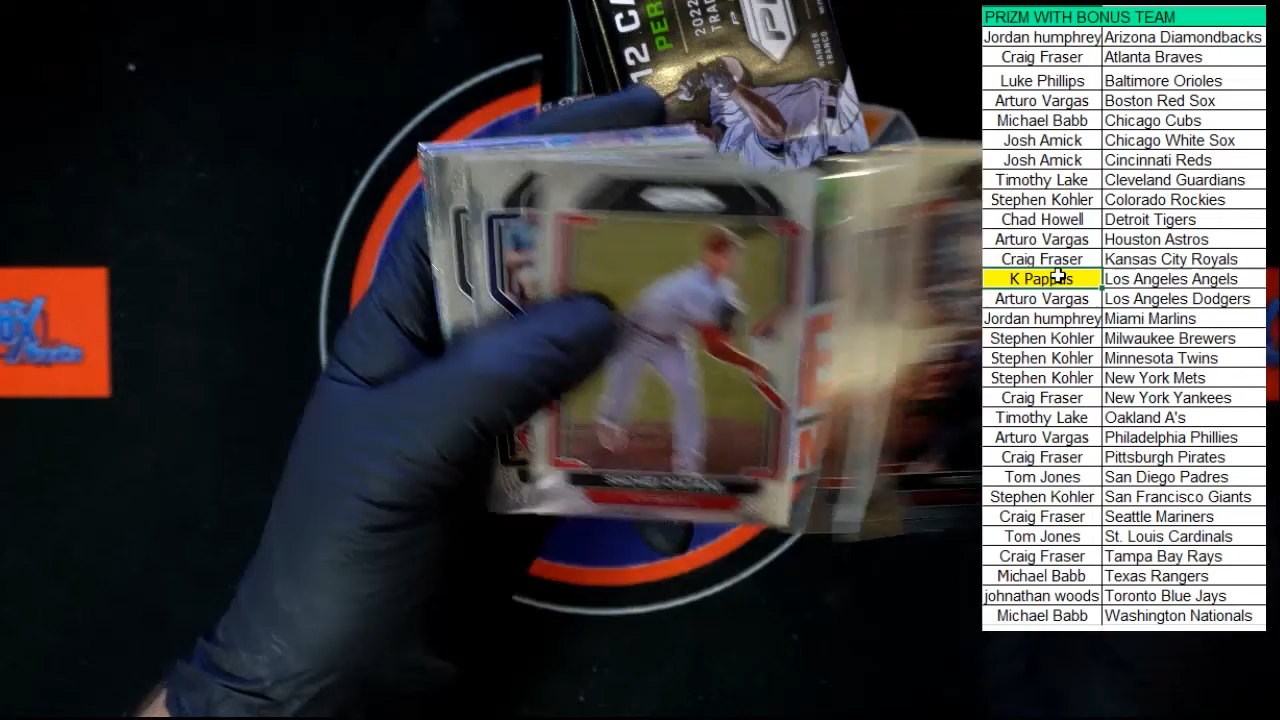 PRIZM WITH BONUS TEAM
Jordan humphrey Arizona Diamondbacks
Craig Fraser Atlanta Braves
Luke Phillips Baltimore Orioles
Arturo Vargas Boston Red Sox
Michael Babb Chicago Cubs
Josh Amick Chicago White Sox
Josh Amick Cincinnati Reds
Timothy Lake Cleveland Guardians
Stephen Kohler Colorado Rockies
Chad Howell Detroit Tigers
Arturo Vargas Houston Astros
Craig Fraser Kansas City Royals
K Los Angeles Angels
Arturo Vargas Los Angeles Dodgers
Jordan humphrey Miami Marlins
Stephen Kohler Milwaukee Brewers
Stephen Kohler Minnesota Twins
Stephen Kohler New York Mets
Craig Fraser New York Yankees
Timothy Lake Oakland A's
Arturo Vargas Philadelphia Phillies
Craig Fraser Pittsburgh Pirates
Tom Jones San Diego Padres
Stephen Kohler San Francisco Giants
Craig Fraser Seattle Mariners
Tom Jones St. Louis Cardinals
Craig Fraser Tampa Bay Rays
Michael Babb Texas Rangers
johnathan woods Toronto Blue Jays
Michael Babb Washington Nationals
12 CA
PER
2022
TRAD
WANDER
FRANCO